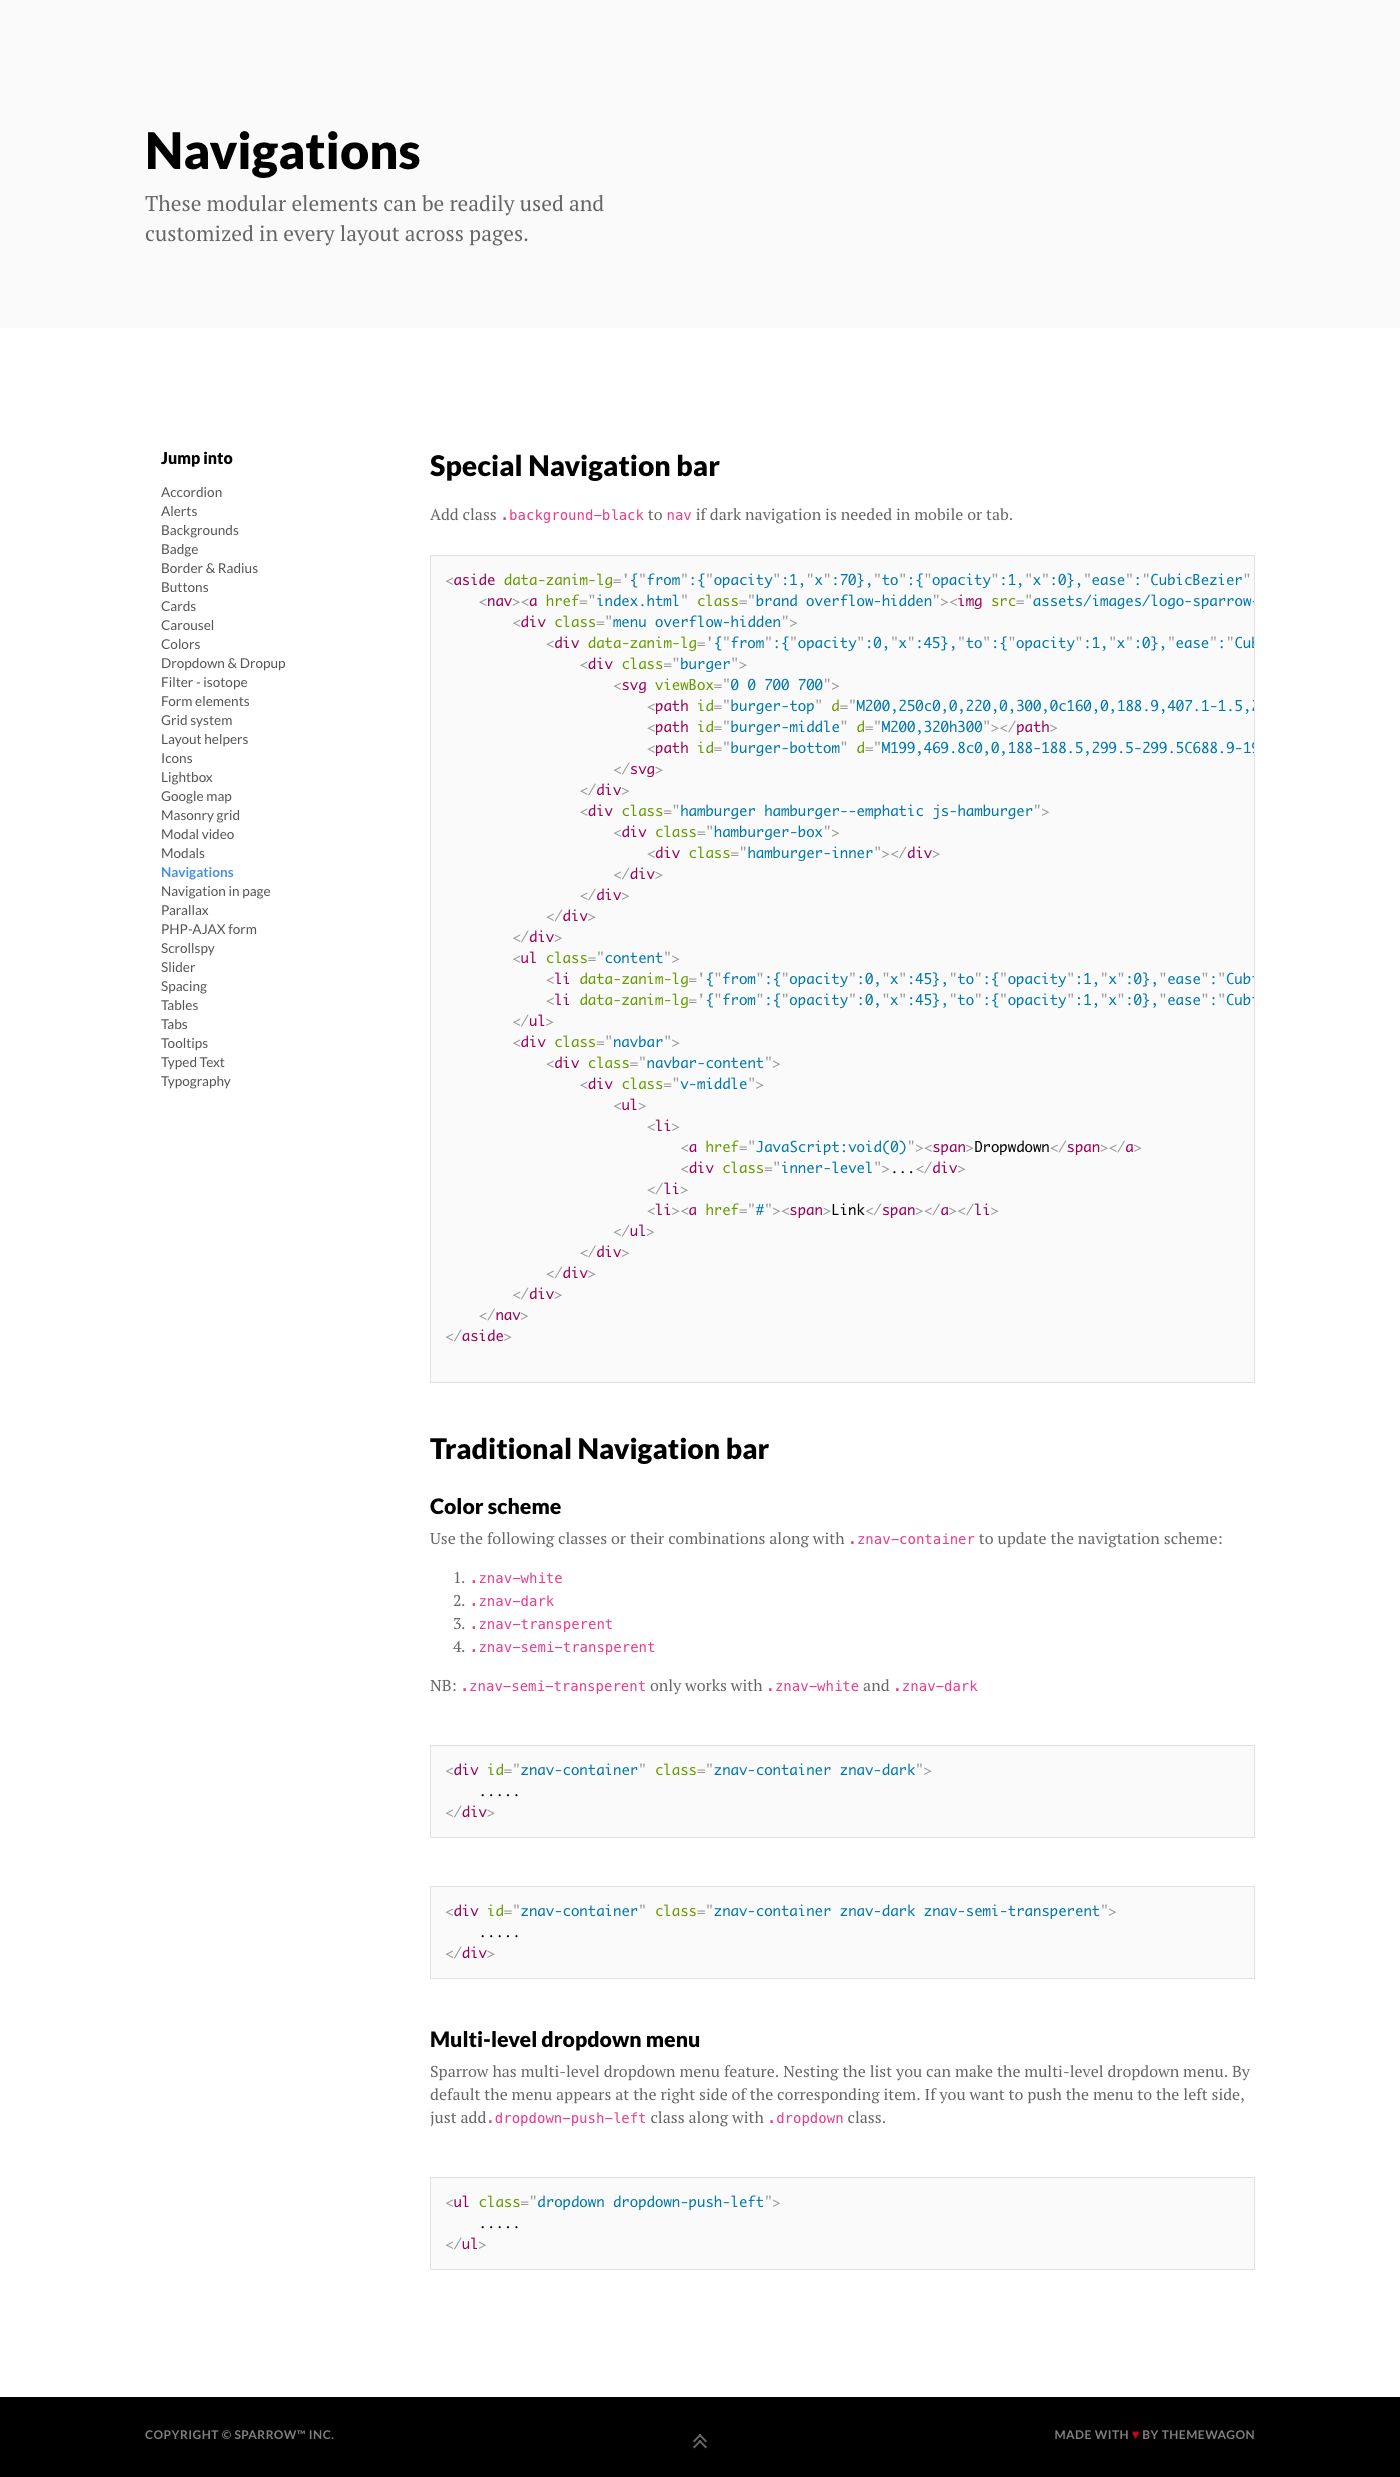 Navigations
These modular elements can be readily used and
customized in every layout across pages.
Jump into
Accordion
Alerts
Backgrounds
Badge
Border & Radius
Buttons
Cards
Carousel
Colors
Dropdown & Dropup
Filter - isotope
Form elements
Grid system
Layout helpers
Icons
Lightbox
Google map
Masonry grid
Modal video
Modals
Navigations
Navigation in page
Parallax
PHP-AJAX form
Scrollspy
Slider
Spacing
Tables
Tabs
Tooltips
Typed Text
Typography
Special Navigation bar
Add class .background-black to nav if dark navigation is needed in mobile or tab.
<aside data-zanim-lg='{"from":{"opacity":1,"x":70},"to":{"opacity":1,"x":0},"ease":"CubicBezier"
<nav><a href="index.html" class="brand overflow-hidden"><img src="assets/images/logo-sparrow-
<div class="menu overflow-hidden">
<div data-zanim-lg='{"from":{"opacity":0,"x":45},"to":{"opacity":1,"x":0},"ease":"Cub
<div class="burger">
<svg viewBox="0 0 700 700">
<path id="burger-top" d="M200,250c0,0,220,0,300,0c160,0,188.9,407.1-1.5,
<path id="burger-middle" d="M200,320h300"></path>
<path id="burger-bottom" d="M199,469.8c0,0,188-188.5,299.5-299.5C688.9-19
</svg>
</div>
<div class="hamburger hamburger--emphatic js-hamburger">
<div class="hamburger-box">
<div class="hamburger-inner"></div>
</div>
</div>
</div>
</div>
<ul class="content">
<li data-zanim-lg='{"from":{"opacity":0,"x":45},"to":{"opacity":1,"x":0},"ease":"Cubi
<li data-zanim-lg='{"from":{"opacity":0,"x":45},"to":{"opacity":1,"x":0},"ease":"Cubi
</ul>
<div class="navbar">
<div class="navbar-content">
<div class="v-middle">
<ul>
<li>
<a href="JavaScript:void(0)"><span>Dropwdown</span></a>
<div class="inner-level">...</div>
</li>
<li><a href="#"><span>Link</span></a></li>
</ul>
</div>
</div>
</div>
</nav>
</aside>
Traditional Navigation bar
Color scheme
Use the following classes or their combinations along with .znav-container to update the navigtation scheme:
1. .znav-white
2. .znav-dark
3. .znav-transperent
4. .znav-semi-transperent
NB: .znav-semi-transperent only works with .znav-white and .znav-dark
<div id="znav-container" class="znav-container znav-dark">
.....
</div>
<div id="znav-container" class="znav-container znav-dark znav-semi-transperent">
.....
</div>
Multi-level dropdown menu
Sparrow has multi-level dropdown menu feature. Nesting the list you can make the multi-level dropdown menu. By
default the menu appears at the right side of the corresponding item. If you want to push the menu to the left side,
just add.dropdown-push-left class along with .dropdown class.
<ul class="dropdown dropdown-push-left">
.....
</ul>
COPYRIGHT © SPARROW™ INC.
MADE WITH ♥ BY THEMEWAGON